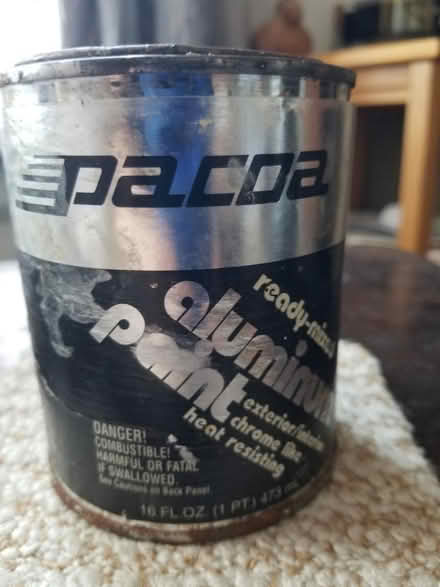 pacoa
ready-mixed
aluminum
paint
exterior/interior
chrome like
heat resisting
DANGER!
COMBUSTIBLE!
HARMFUL OR FATAL
IF SWALLOWED.
See Cautions on Back Panel
16 FL. OZ. (1 PT.) 473